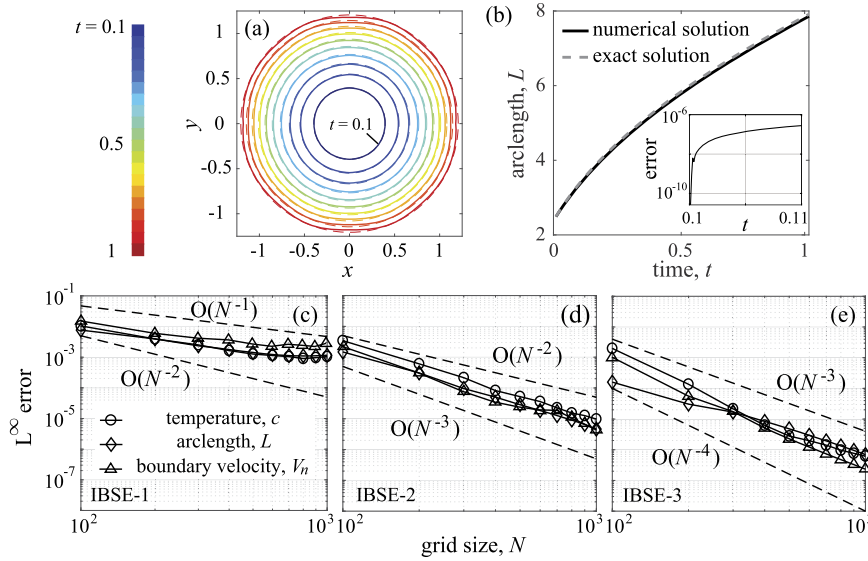 t = 0.1
0.5
1
(a)
1
0.5
0
-0.5
-1
y
t = 0.1
-1 -0.5 0 0.5 1
x
(b)
8
6
4
2
arclength, L
numerical solution
exact solution
10^-6
10^-10
error
0.1 0.11
t
0 0.5 1
time, t
10^-1
10^-3
10^-5
10^-7
L^∞ error
O(N^-1)
(c)
O(N^-2)
temperature, c
arclength, L
boundary velocity, V_n
IBSE-1
10^2 10^3
(d)
O(N^-2)
O(N^-3)
IBSE-2
10^2 10^3
(e)
O(N^-3)
O(N^-4)
IBSE-3
10^2
grid size, N